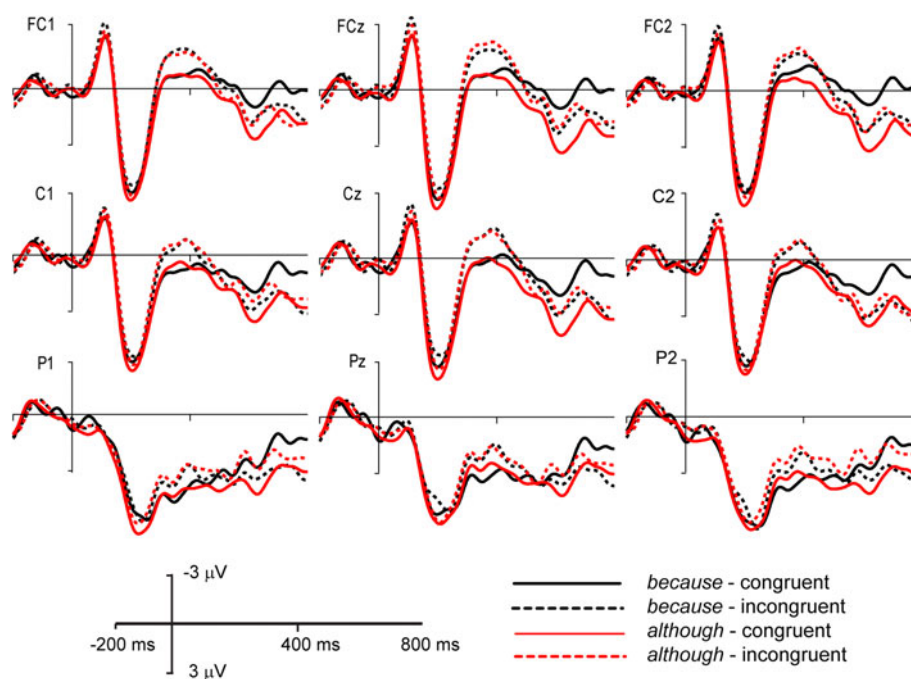 FC1 FCz FC2
C1 Cz C2
P1 Pz P2
-3 µV
-200 ms 400 ms 800 ms
3 µV
because - congruent
because - incongruent
although - congruent
although - incongruent